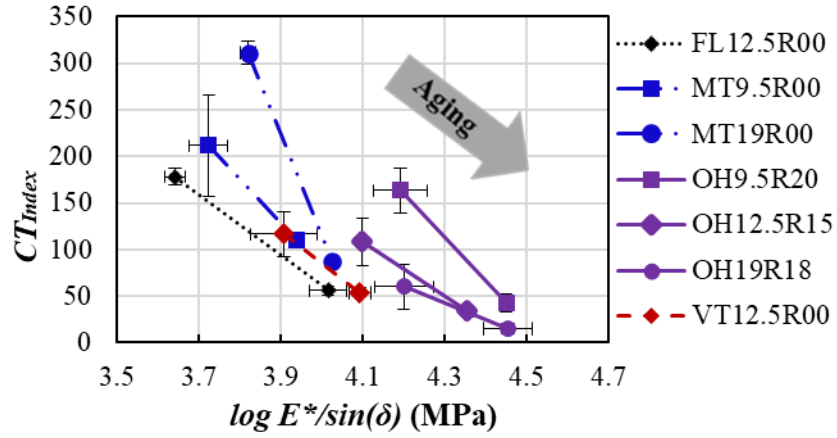 350
300
250
200
150
100
50
0
CT_Index
3.5 3.7 3.9 4.1 4.3 4.5 4.7
log E*/sin(δ) (MPa)
Aging
FL12.5R00
MT9.5R00
MT19R00
OH9.5R20
OH12.5R15
OH19R18
VT12.5R00